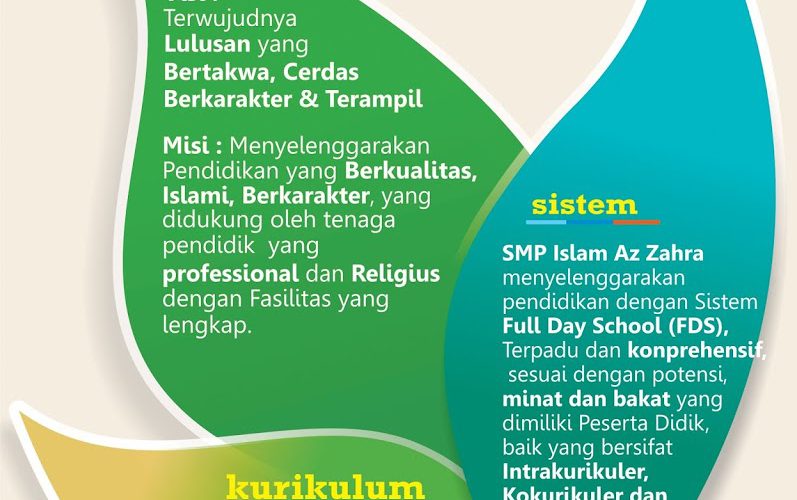 Terwujudnya
Lulusan yang
Bertakwa, Cerdas
Berkarakter & Terampil
Misi : Menyelenggarakan
Pendidikan yang Berkualitas,
Islami, Berkarakter, yang
didukung oleh tenaga
pendidik yang
professional dan Religius
dengan Fasilitas yang
lengkap.
sistem
SMP Islam Az Zahra
menyelenggarakan
pendidikan dengan Sistem
Full Day School (FDS),
Terpadu dan konprehensif,
sesuai dengan potensi,
minat dan bakat yang
dimiliki Peserta Didik,
baik yang bersifat
Intrakurikuler,
Kokurikuler dan
kurikulum